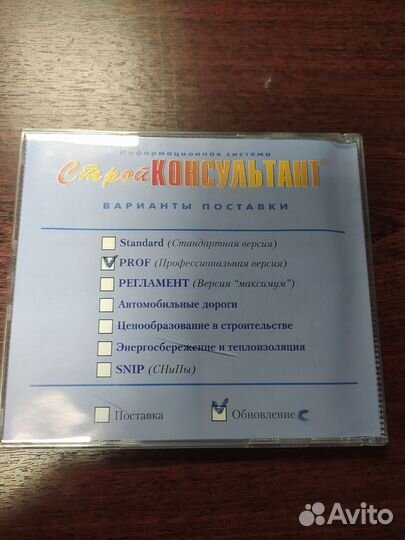 Информационная система
СтройКОНСУЛЬТАНТ®
ВАРИАНТЫ ПОСТАВКИ
Standard (Стандартная версия)
PROF (Профессиональная версия)
РЕГЛАМЕНТ (Версия "максимум")
Автомобильные дороги
Ценообразование в строительстве
Энергосбережение и теплоизоляция
SNIP (СНиПы)
Поставка Обновление с
Avito